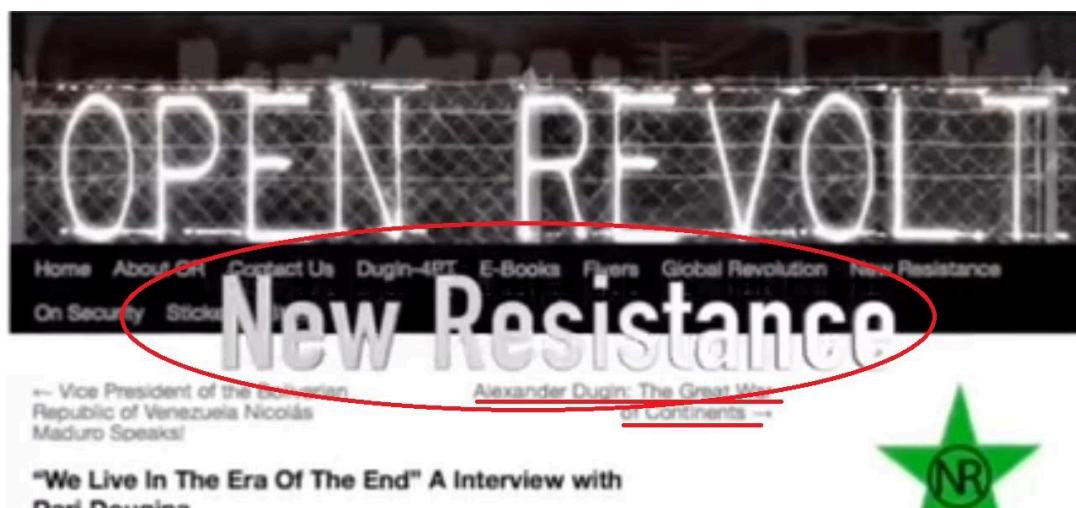 OPEN REVOLT
Home About OR Contact Us Dugin-4PT E-Books Flyers Global Revolution New Resistance
On Security
New Resistance
← Vice President of the Bolivarian
Republic of Venezuela Nicolás
Maduro Speaks!
Alexander Dugin: The Great War
of Continents →
“We Live In The Era Of The End” A Interview with
NR